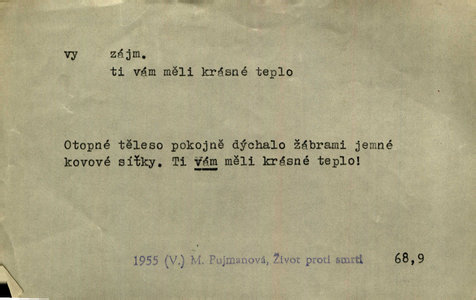 vy zájm.
ti vám měli krásné teplo
Otopné těleso pokojně dýchalo žábrami jemné
kovové síťky. Ti vám měli krásné teplo!
1955 (V.) M. Pujmanová, Život proti smrti 68,9